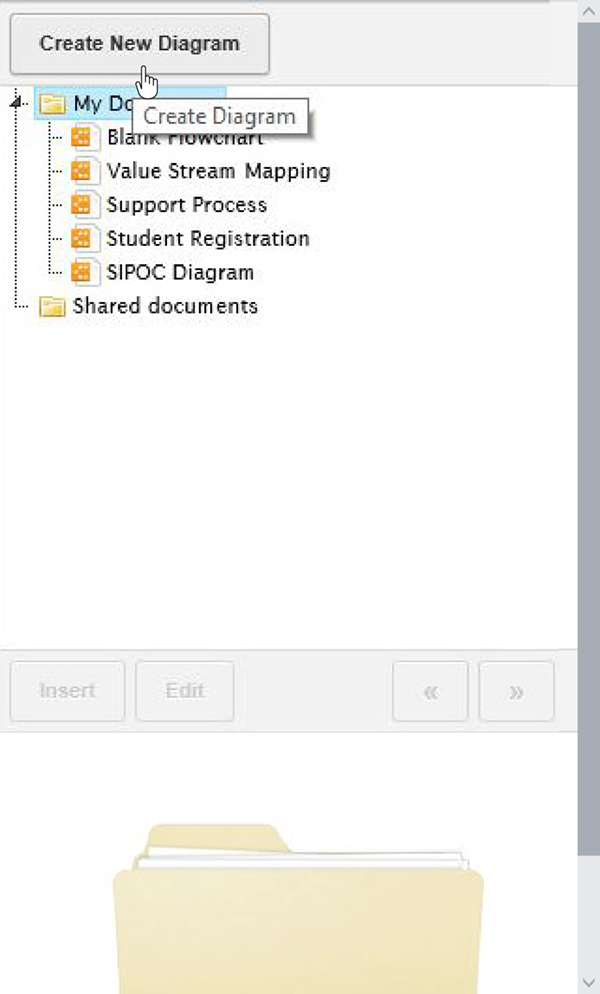 Create New Diagram
My Do
Create Diagram
Blank Flowchart
Value Stream Mapping
Support Process
Student Registration
SIPOC Diagram
Shared documents
Insert Edit « »